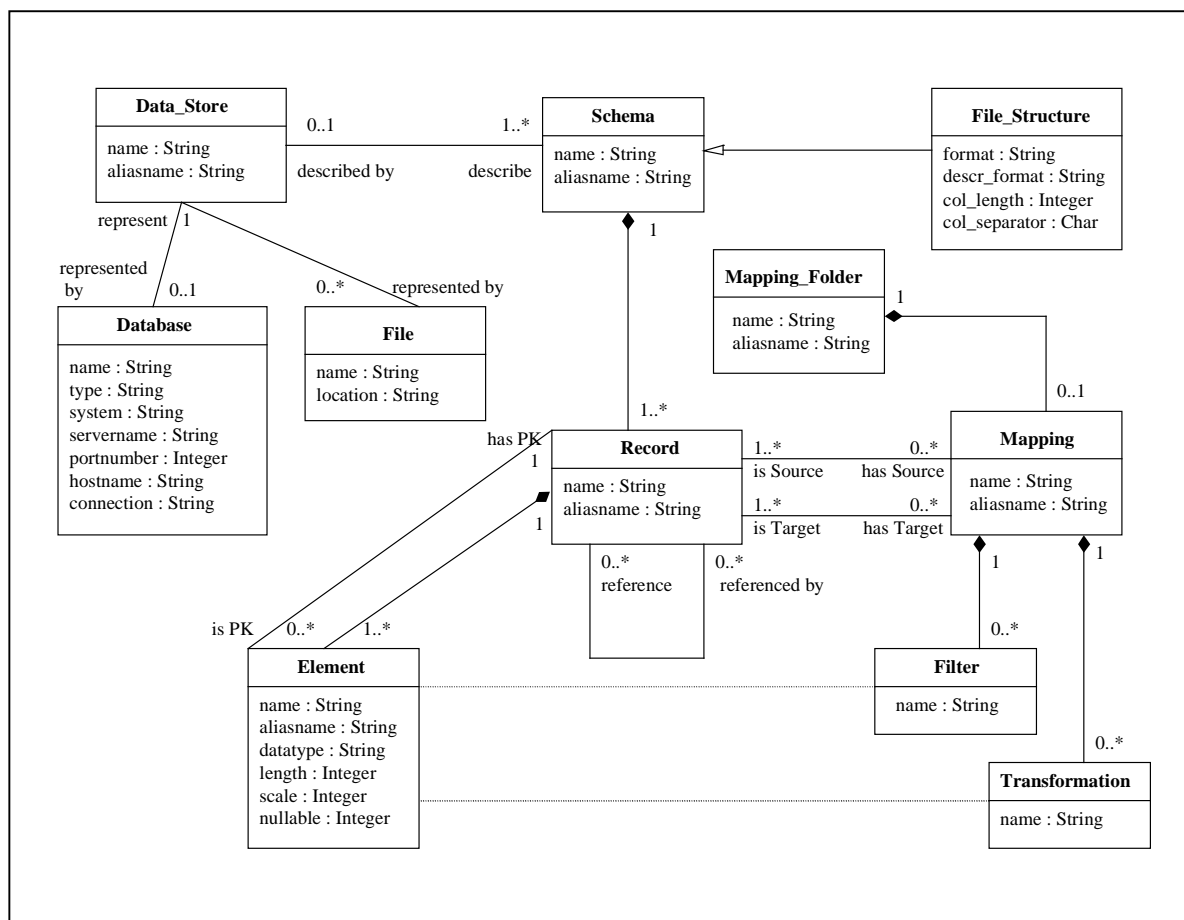 Data_Store
name : String
aliasname : String
0..1
1..*
described by
describe
Schema
name : String
aliasname : String
File_Structure
format : String
descr_format : String
col_length : Integer
col_separator : Char
represent
1
1
represented
by
0..1
0..*
represented by
Mapping_Folder
name : String
aliasname : String
1
Database
name : String
type : String
system : String
servername : String
portnumber : Integer
hostname : String
connection : String
File
name : String
location : String
0..1
1..*
has PK
1
1
Record
name : String
aliasname : String
1..*
0..*
is Source
has Source
1..*
0..*
is Target
has Target
Mapping
name : String
aliasname : String
0..*
reference
0..*
referenced by
1
1
is PK
0..*
1..*
0..*
Element
name : String
aliasname : String
datatype : String
length : Integer
scale : Integer
nullable : Integer
Filter
name : String
0..*
Transformation
name : String